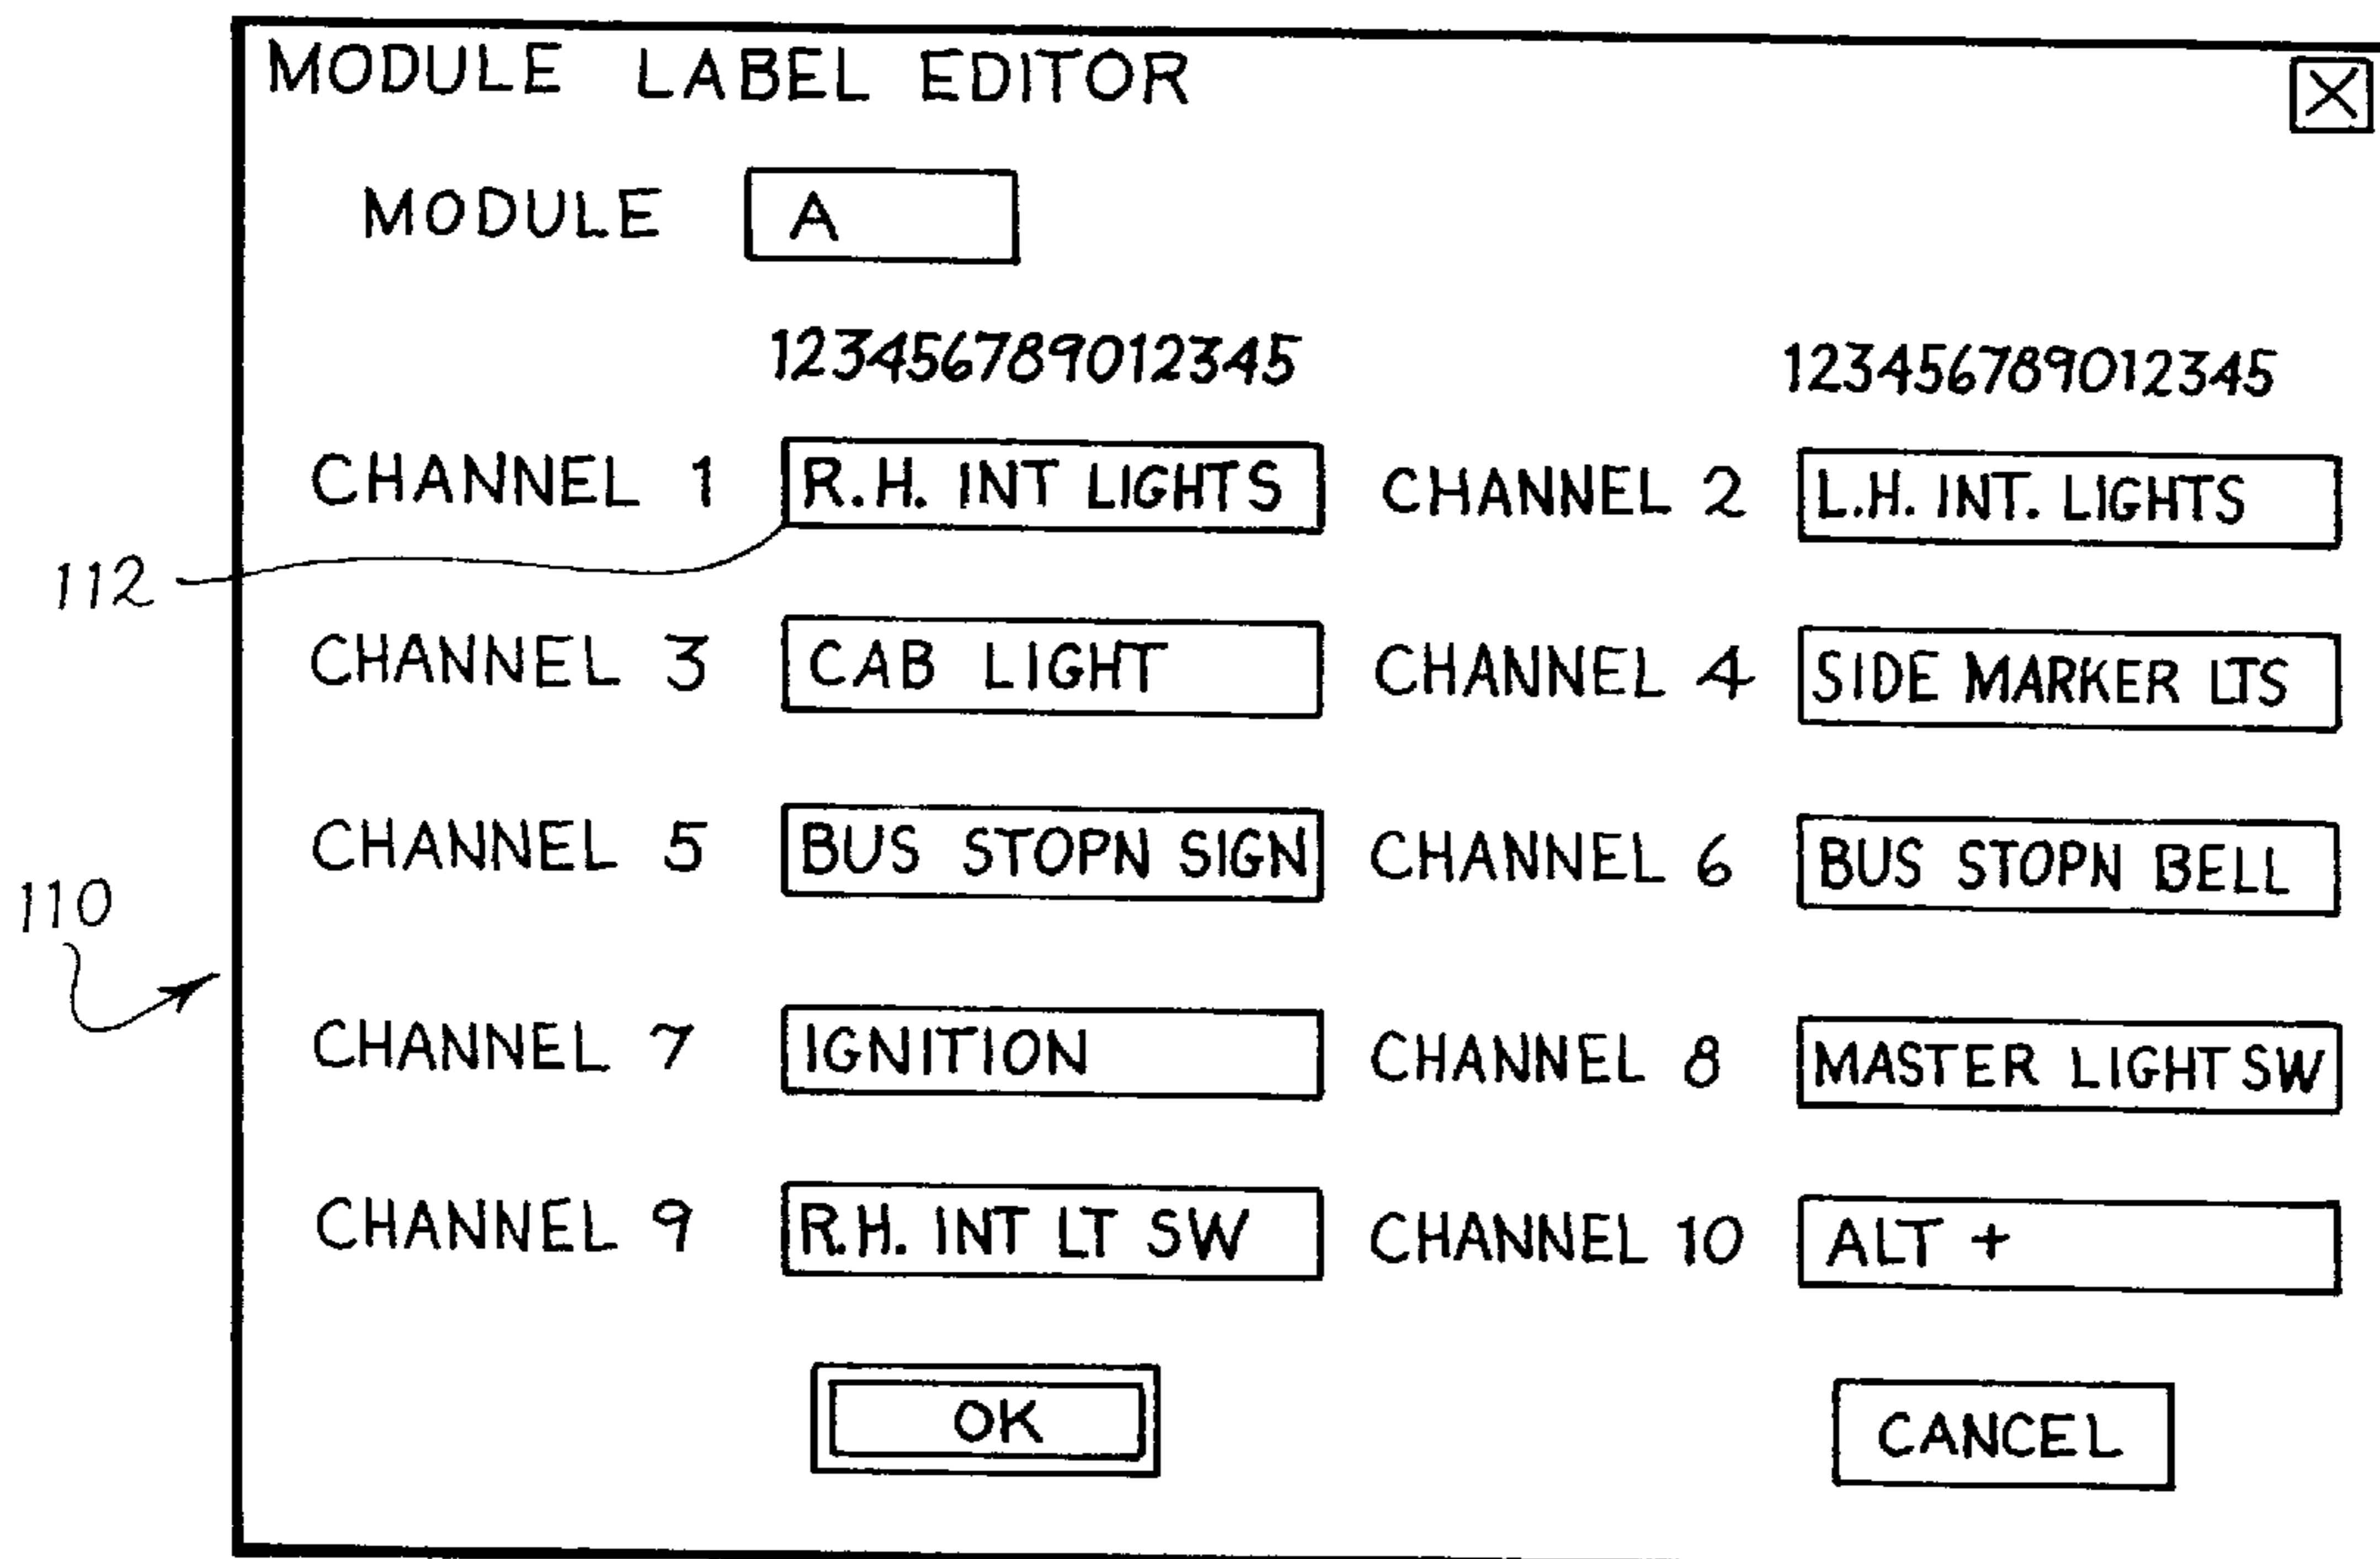 MODULE LABEL EDITOR X
MODULE A
123456789012345 123456789012345
CHANNEL 1 R.H. INT LIGHTS CHANNEL 2 L.H. INT. LIGHTS
112
CHANNEL 3 CAB LIGHT CHANNEL 4 SIDE MARKER LTS
CHANNEL 5 BUS STOPN SIGN CHANNEL 6 BUS STOPN BELL
110
CHANNEL 7 IGNITION CHANNEL 8 MASTER LIGHT SW
CHANNEL 9 R.H. INT LT SW CHANNEL 10 ALT +
OK CANCEL